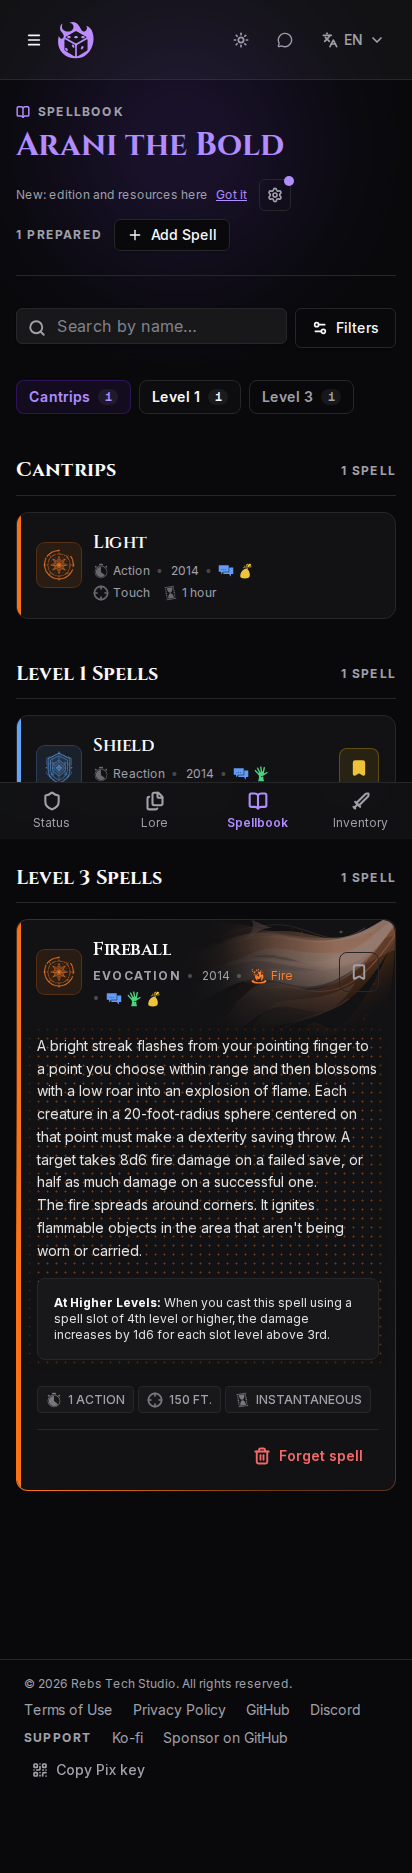 EN
SPELLBOOK
Arani the Bold
New: edition and resources here Got it
1 PREPARED
Add Spell
Search by name...
Filters
Cantrips 1
Level 1 1
Level 3 1
Cantrips
1 SPELL
Light
Action • 2014 •
Touch 1 hour
Level 1 Spells
1 SPELL
Shield
Reaction • 2014 •
Status
Lore
Spellbook
Inventory
Level 3 Spells
1 SPELL
Fireball
EVOCATION • 2014 • Fire
•
A bright streak flashes from your pointing finger to
a point you choose within range and then blossoms
with a low roar into an explosion of flame. Each
creature in a 20-foot-radius sphere centered on
that point must make a dexterity saving throw. A
target takes 8d6 fire damage on a failed save, or
half as much damage on a successful one.
The fire spreads around corners. It ignites
flammable objects in the area that aren't being
worn or carried.
At Higher Levels: When you cast this spell using a
spell slot of 4th level or higher, the damage
increases by 1d6 for each slot level above 3rd.
1 ACTION
150 FT.
INSTANTANEOUS
Forget spell
© 2026 Rebs Tech Studio. All rights reserved.
Terms of Use Privacy Policy GitHub Discord
SUPPORT Ko-fi Sponsor on GitHub
Copy Pix key